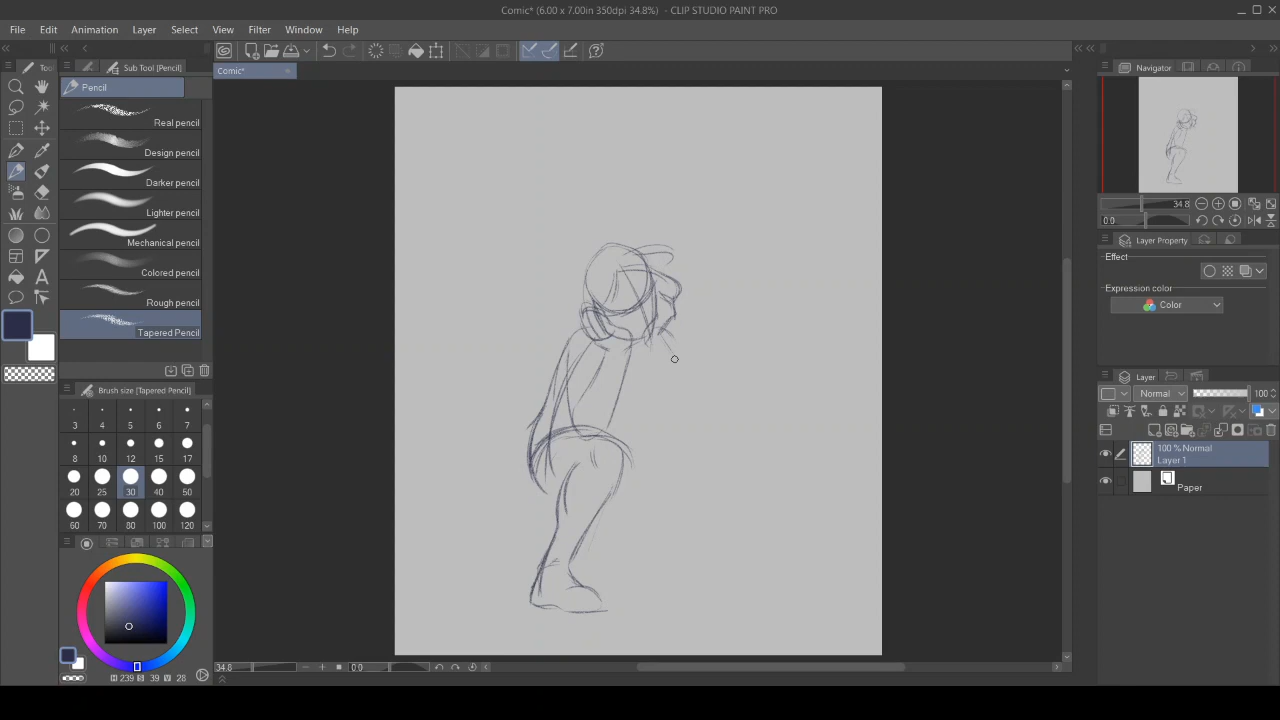 Comic* (6.00 x 7.00in 350dpi 34.8%) - CLIP STUDIO PAINT PRO
File Edit Animation Layer Select View Filter Window Help
Too Sub Tool [Pencil] Comic* Navigator
Pencil
Real pencil
Design pencil
Darker pencil
Lighter pencil
Mechanical pencil
Colored pencil
Rough pencil
Tapered Pencil
34.8
0.0
Layer Property
Effect
Expression color
Color
Brush size [Tapered Pencil]
3 4 5 6 7
8 10 12 15 17
20 25 30 40 50
60 70 80 100 120
Layer
Normal 100
100 % Normal
Layer 1
Paper
34.8 0.0
H 239 S 39 V 28